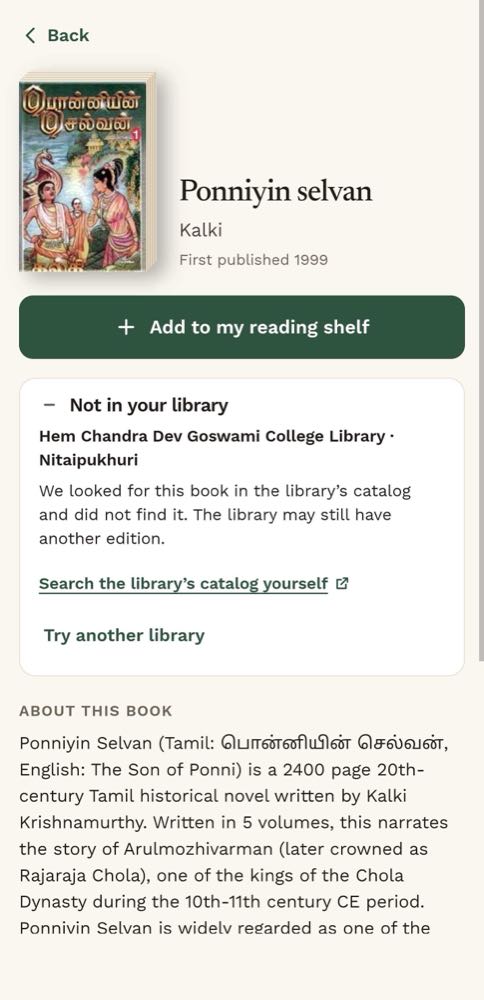 Back
பொன்னியின்
செல்வன்
1
Ponniyin selvan
Kalki
First published 1999
+ Add to my reading shelf
– Not in your library
Hem Chandra Dev Goswami College Library ·
Nitaipukhuri
We looked for this book in the library’s catalog
and did not find it. The library may still have
another edition.
Search the library’s catalog yourself
Try another library
ABOUT THIS BOOK
Ponniyin Selvan (Tamil: பொன்னியின் செல்வன்,
English: The Son of Ponni) is a 2400 page 20th-
century Tamil historical novel written by Kalki
Krishnamurthy. Written in 5 volumes, this narrates
the story of Arulmozhivarman (later crowned as
Rajaraja Chola), one of the kings of the Chola
Dynasty during the 10th-11th century CE period.
Ponniyin Selvan is widely regarded as one of the